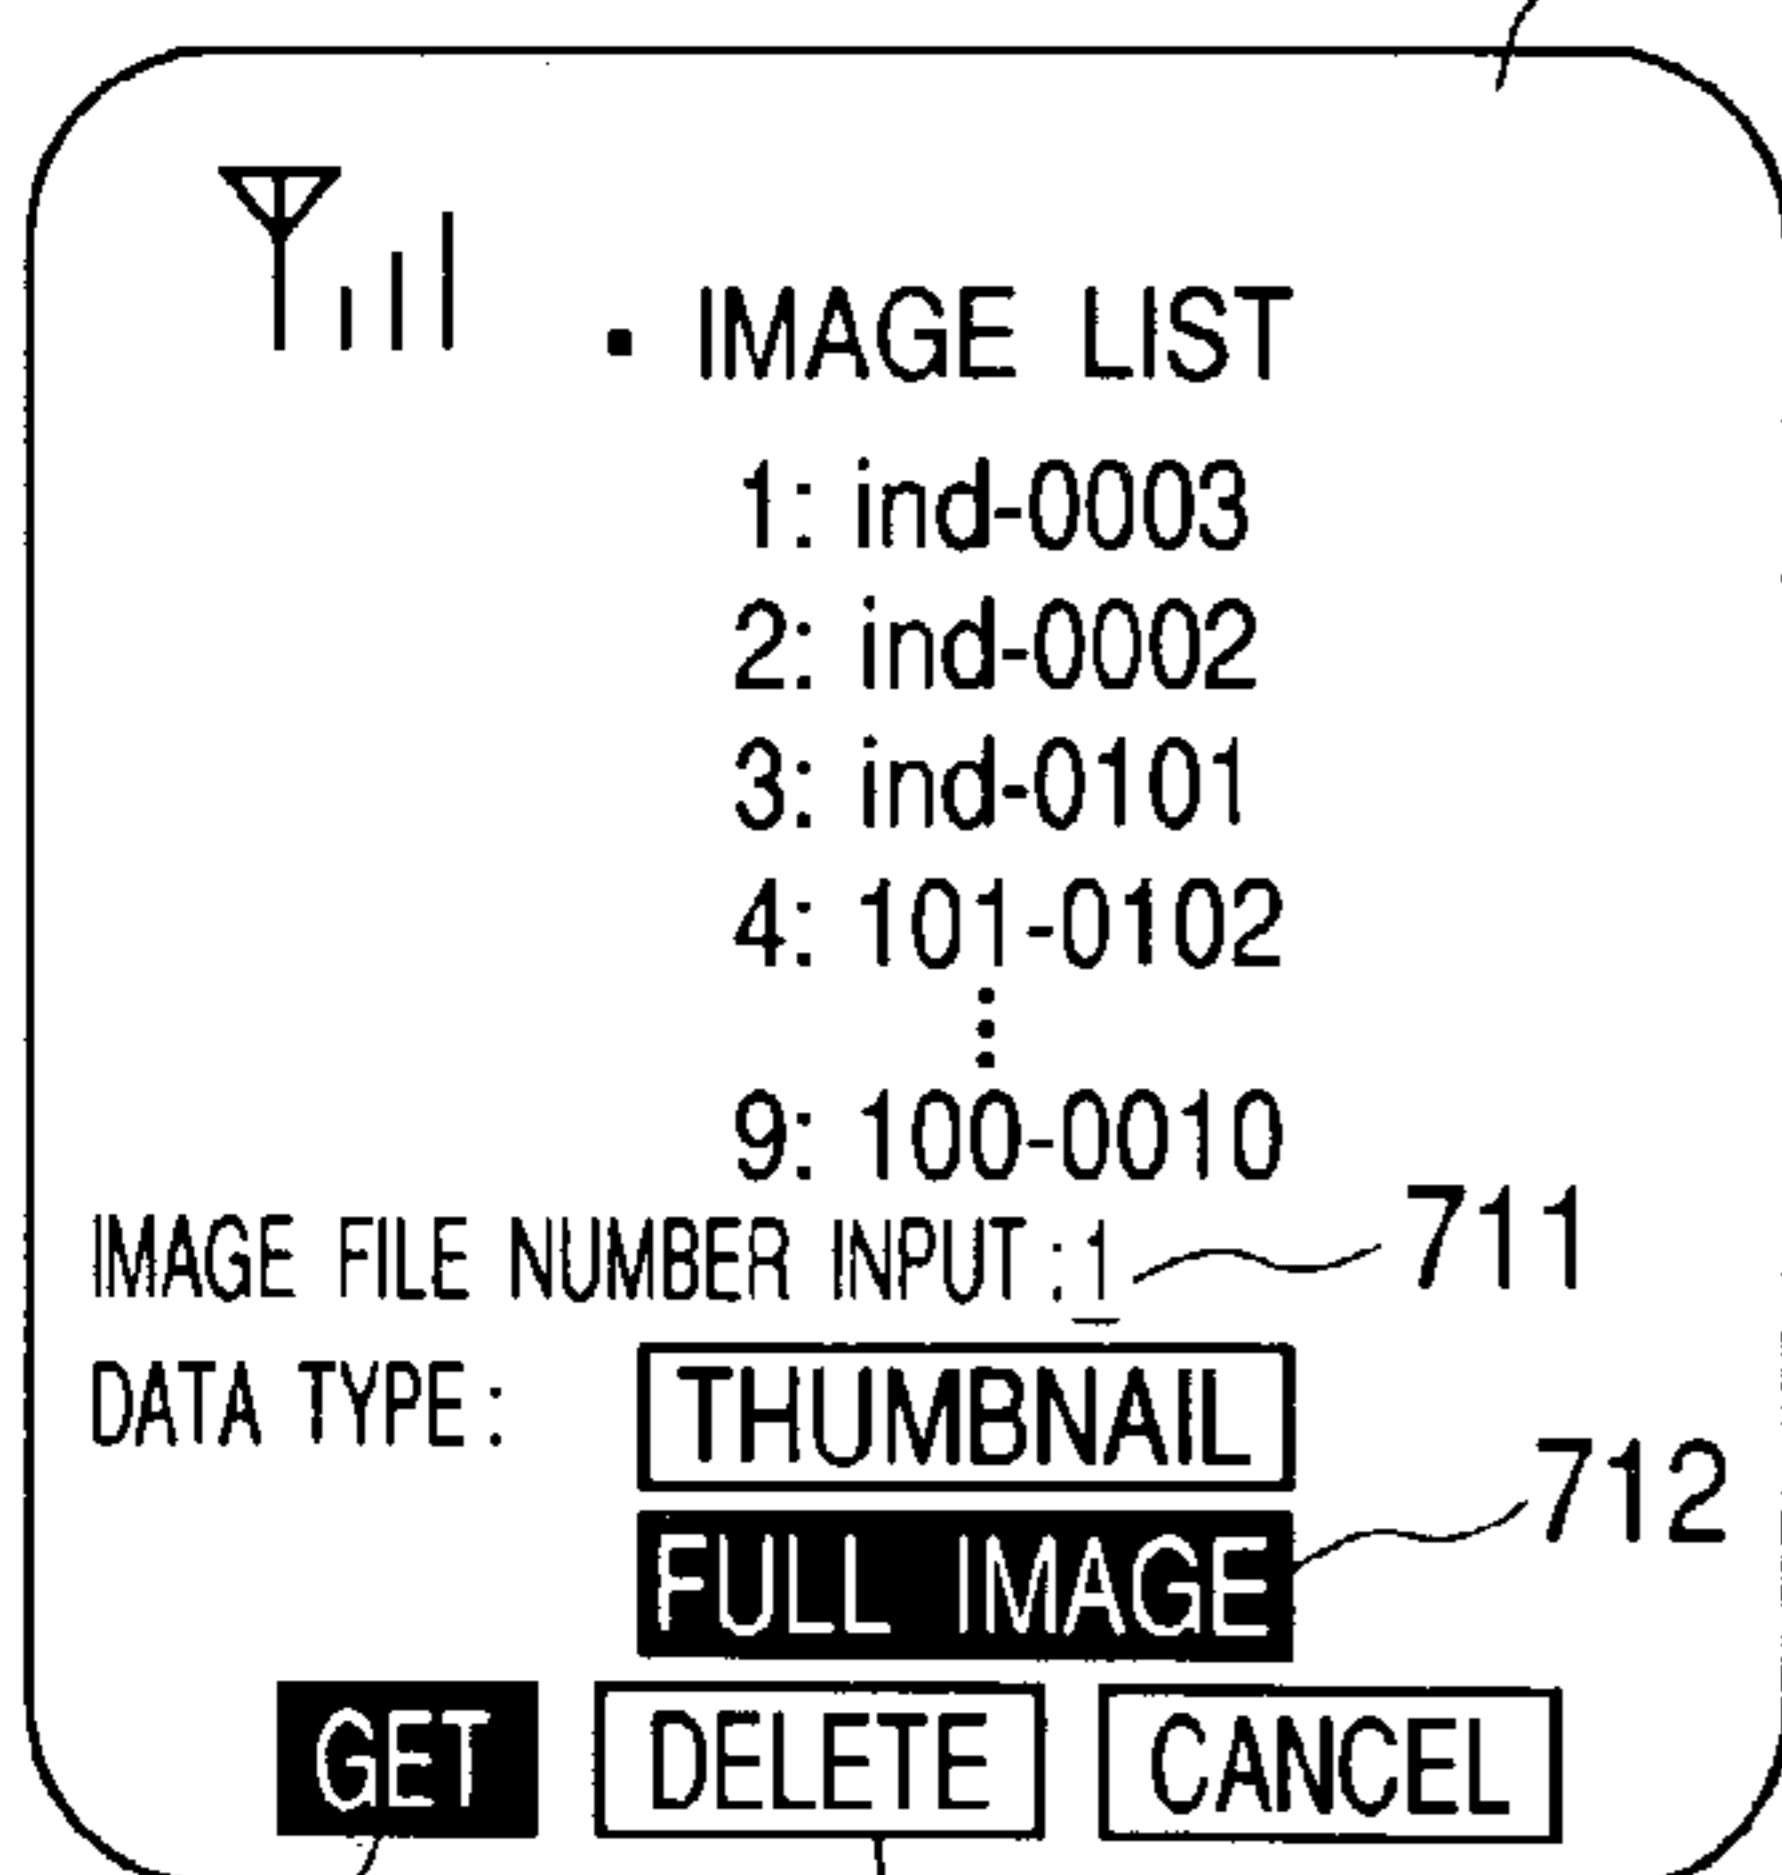 · IMAGE LIST
1: ind-0003
2: ind-0002
3: ind-0101
4: 101-0102
⋮
9: 100-0010
IMAGE FILE NUMBER INPUT : 1 711
DATA TYPE : THUMBNAIL
FULL IMAGE 712
GET DELETE CANCEL